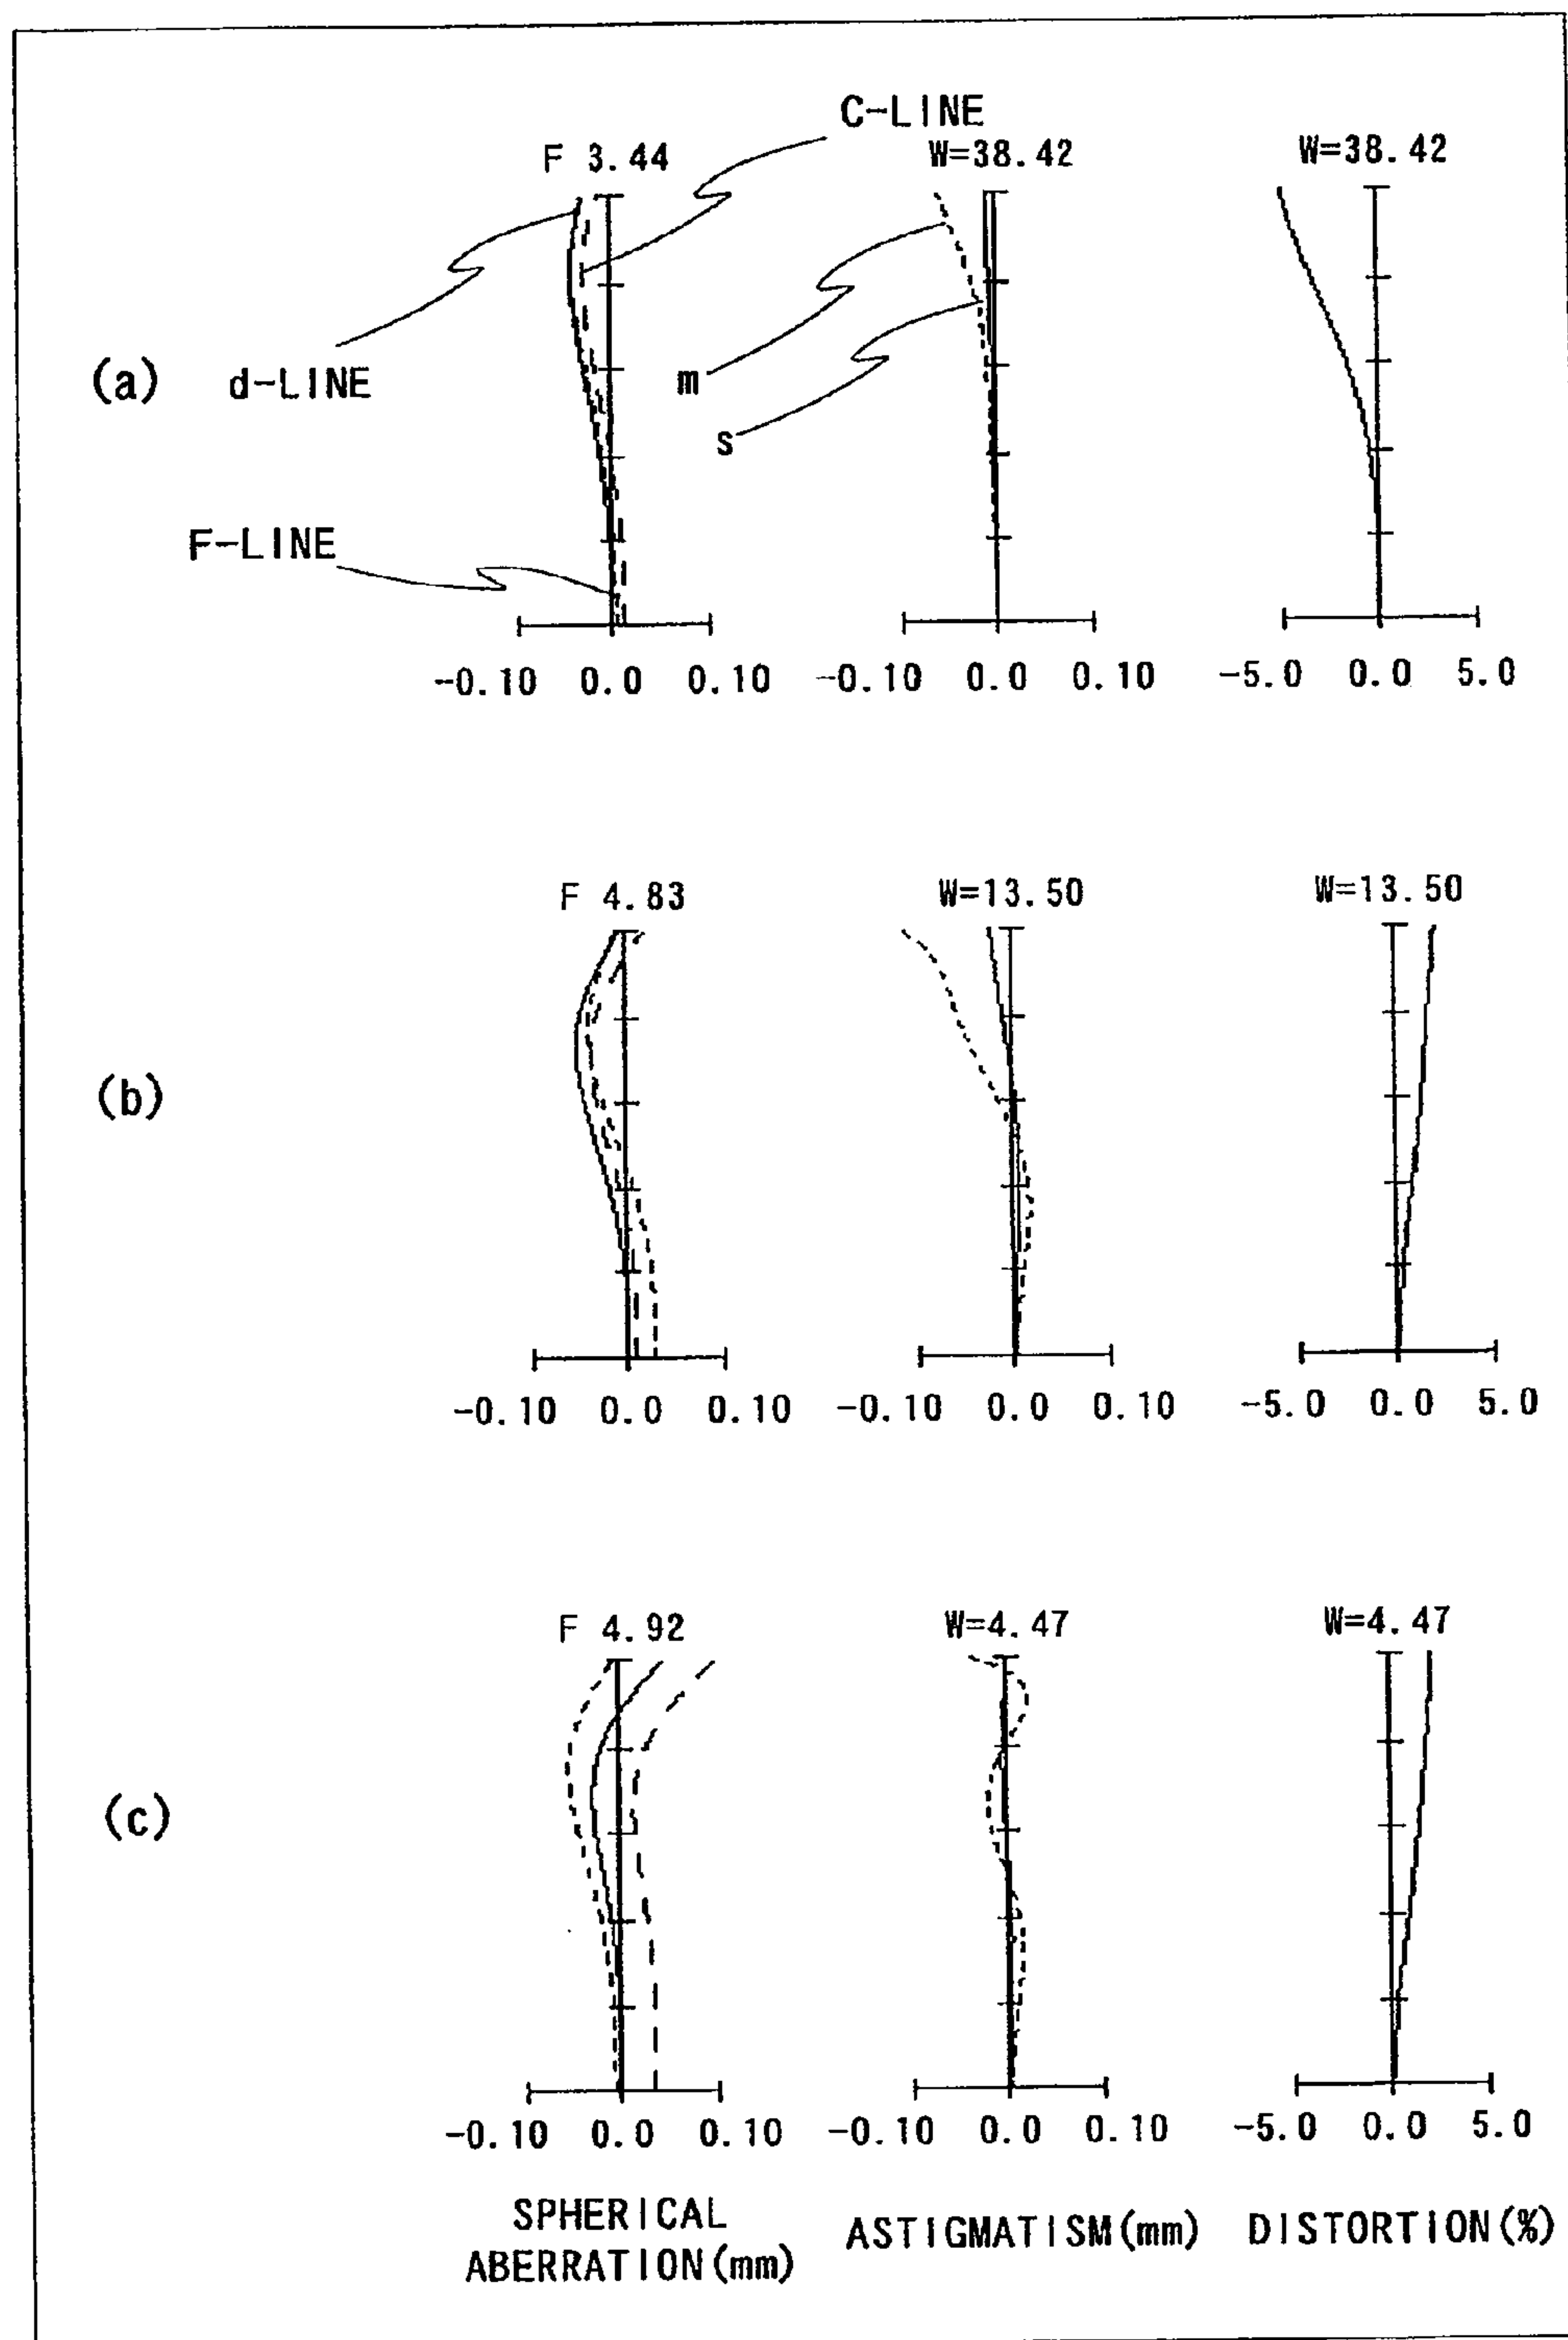 C-LINE
F 3.44 W=38.42 W=38.42
(a) d-LINE m
s
F-LINE
-0.10 0.0 0.10 -0.10 0.0 0.10 -5.0 0.0 5.0
F 4.83 W=13.50 W=13.50
(b)
-0.10 0.0 0.10 -0.10 0.0 0.10 -5.0 0.0 5.0
F 4.92 W=4.47 W=4.47
(c)
-0.10 0.0 0.10 -0.10 0.0 0.10 -5.0 0.0 5.0
SPHERICAL
ABERRATION(mm) ASTIGMATISM(mm) DISTORTION(%)